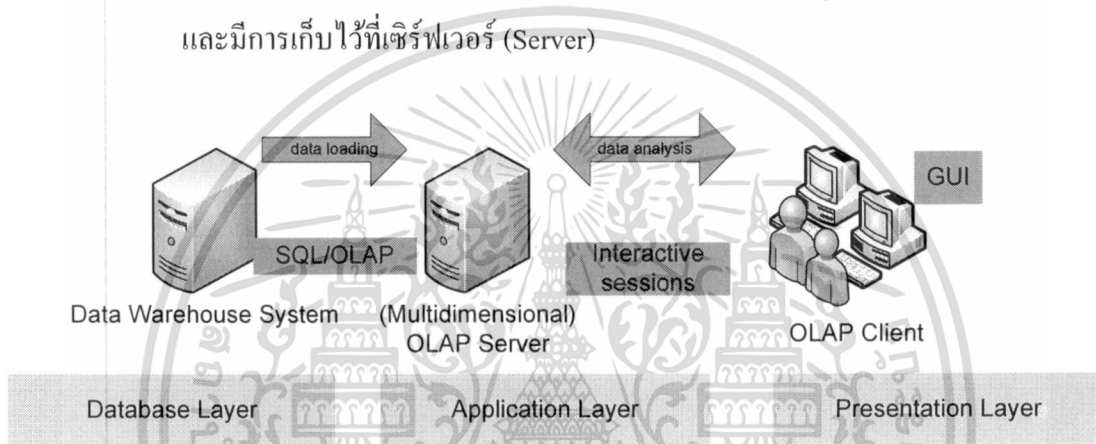 และมีการเก็บไว้ที่เซิร์ฟเวอร์ (Server)
data loading
data analysis
GUI
SQL/OLAP
Interactive
sessions
Data Warehouse System
(Multidimensional)
OLAP Server
OLAP Client
Database Layer
Application Layer
Presentation Layer